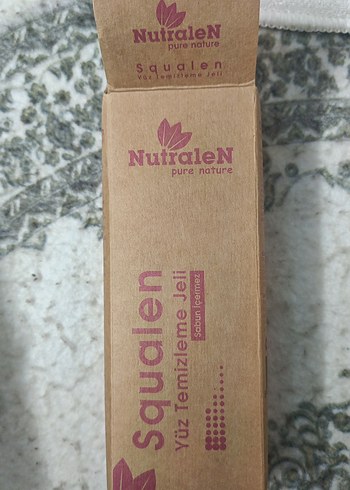 NutraleN
pure nature
Squalen
Yüz Temizleme Jeli
NutraleN
pure nature
Squalen
Yüz Temizleme Jeli
Sabun İçermez